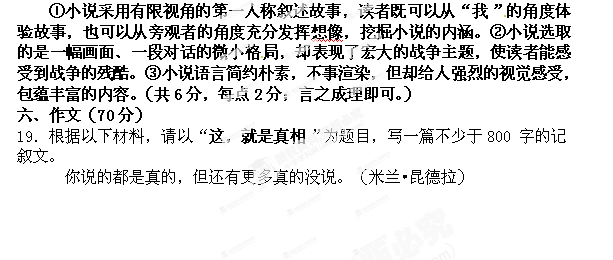 ①小说采用有限视角的第一人称叙述故事，读者既可以从“我”的角度体
验故事，也可以从旁观者的角度充分发挥想像，挖掘小说的内涵。②小说选取
的是一幅画面、一段对话的微小格局，却表现了宏大的战争主题，使读者能感
受到战争的残酷。③小说语言简约朴素，不事渲染，但却给人强烈的视觉感受，
包蕴丰富的内容。（共6分，每点2分；言之成理即可。）
六、作文（70分）
19．根据以下材料，请以“这，就是真相”为题目，写一篇不少于800 字的记
叙文。
你说的都是真的，但还有更多真的没说。（米兰•昆德拉）